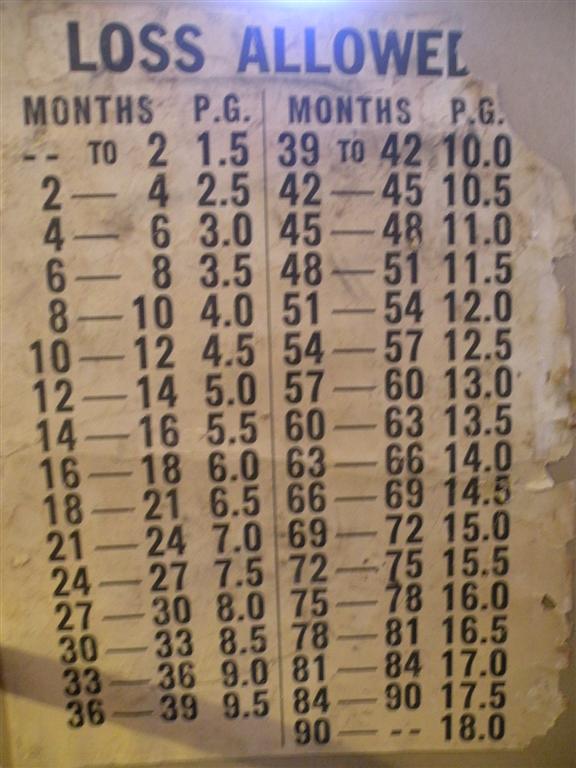 LOSS ALLOWED
MONTHS P.G.
-- TO 2 1.5
2 — 4 2.5
4 — 6 3.0
6 — 8 3.5
8 — 10 4.0
10 — 12 4.5
12 — 14 5.0
14 — 16 5.5
16 — 18 6.0
18 — 21 6.5
21 — 24 7.0
24 — 27 7.5
27 — 30 8.0
30 — 33 8.5
33 — 36 9.0
36 — 39 9.5
MONTHS P.G.
39 TO 42 10.0
42 — 45 10.5
45 — 48 11.0
48 — 51 11.5
51 — 54 12.0
54 — 57 12.5
57 — 60 13.0
60 — 63 13.5
63 — 66 14.0
66 — 69 14.5
69 — 72 15.0
72 — 75 15.5
75 — 78 16.0
78 — 81 16.5
81 — 84 17.0
84 — 90 17.5
90 — -- 18.0